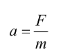 a = F/m